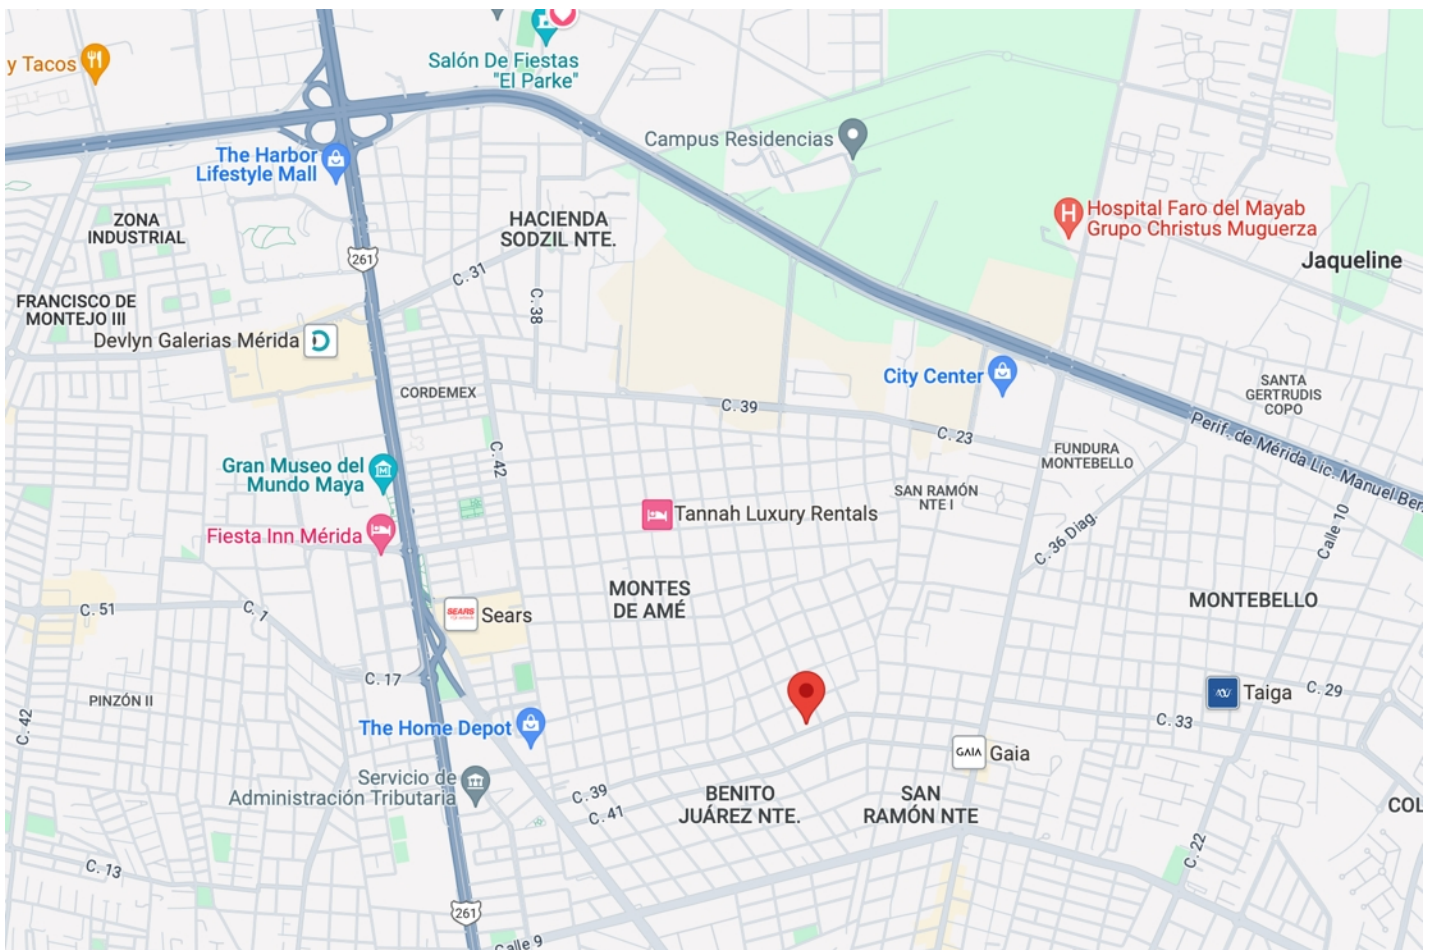 y Tacos
Salón De Fiestas
"El Parke"
Campus Residencias
The Harbor
Lifestyle Mall
ZONA
INDUSTRIAL
HACIENDA
SODZIL NTE.
Hospital Faro del Mayab
Grupo Christus Muguerza
261
Jaqueline
C. 31
FRANCISCO DE
MONTEJO III
C. 38
Devlyn Galerias Mérida
City Center
CORDEMEX
SANTA
GERTRUDIS
COPO
C. 39
C. 23
Perif. de Mérida Lic. Manuel Ber
C. 42
FUNDURA
MONTEBELLO
Gran Museo del
Mundo Maya
SAN RAMÓN
NTE I
Tannah Luxury Rentals
Fiesta Inn Mérida
C. 36 Diag.
Calle 10
MONTES
DE AMÉ
MONTEBELLO
C. 51
C. 1
SEARS
Sears
C. 17
PINZÓN II
Taiga
C. 29
C. 42
The Home Depot
C. 33
GAIA
Gaia
Servicio de
Administración Tributaria
C. 39
C. 41
BENITO
JUÁREZ NTE.
SAN
RAMÓN NTE
COL
C. 22
C. 13
261
Calle 9